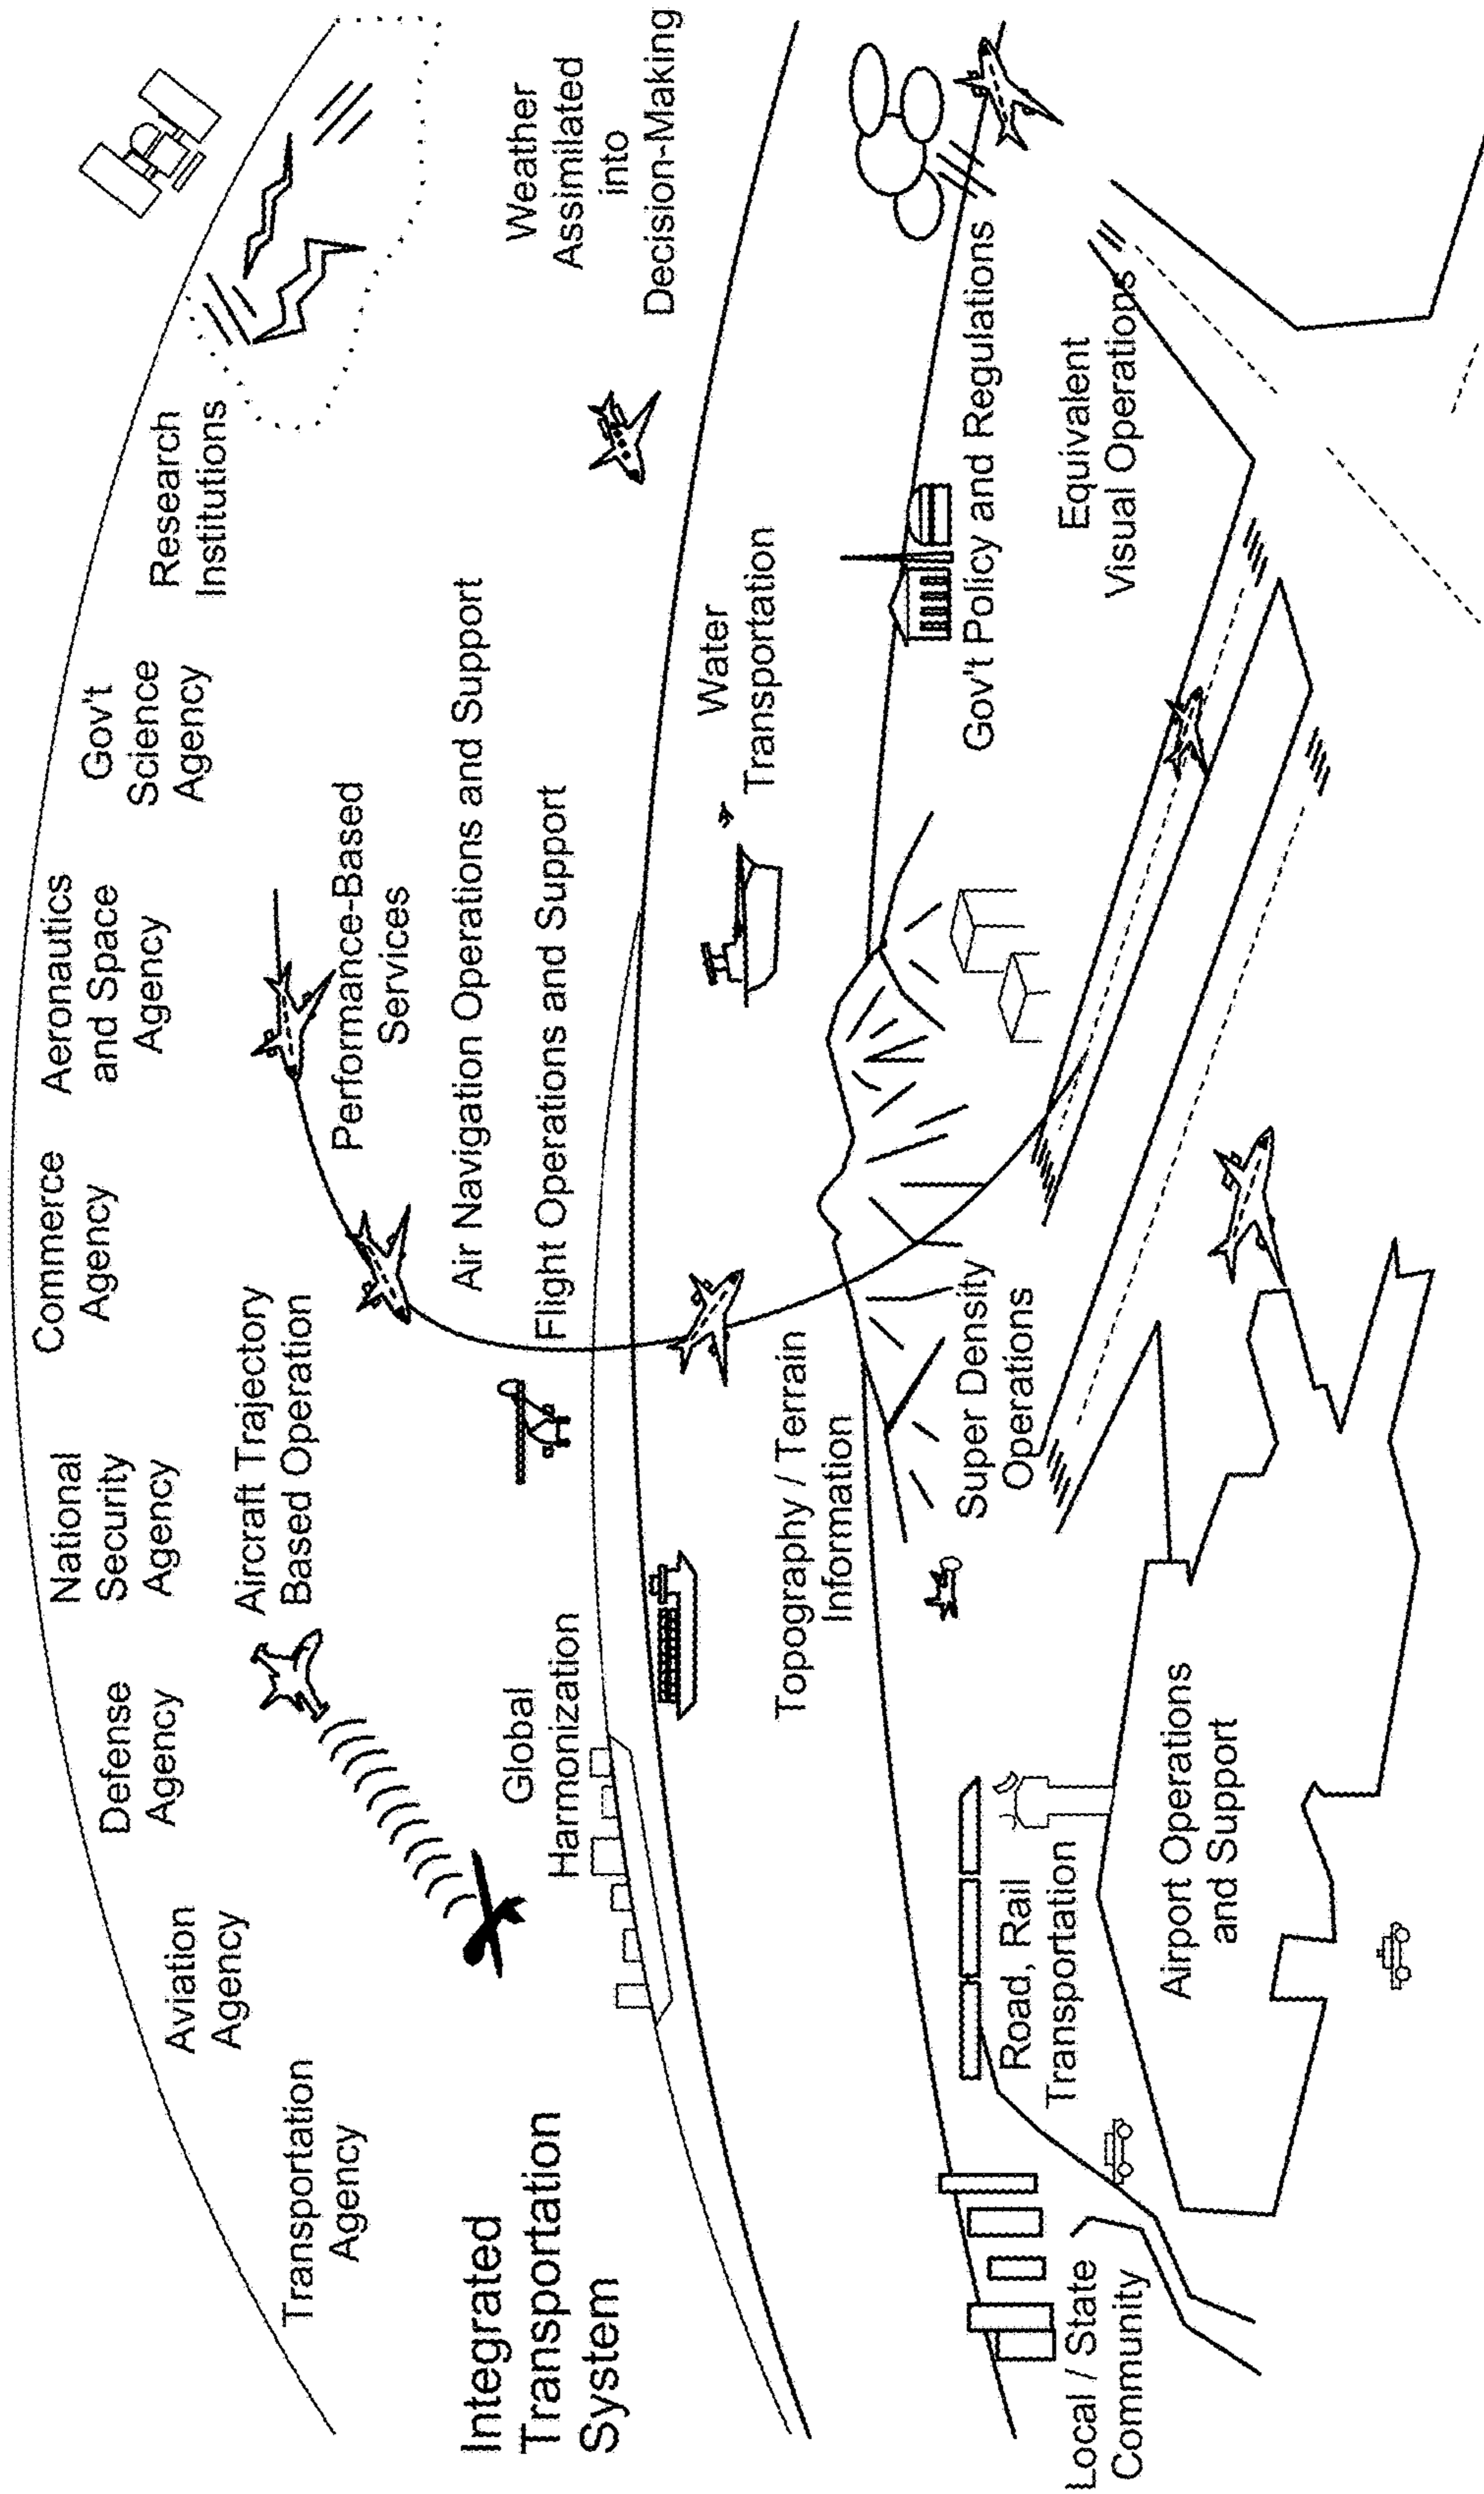 Transportation
Agency
Aviation
Agency
Defense
Agency
National
Security
Agency
Commerce
Agency
Aeronautics
and Space
Agency
Gov't
Science
Agency
Research
Institutions
Aircraft Trajectory
Based Operation
Performance-Based
Services
Integrated
Transportation
System
Global
Harmonization
Air Navigation Operations and Support
Flight Operations and Support
Weather
Assimilated
into
Decision-Making
Water
Transportation
Topography / Terrain
Information
Gov't Policy and Regulations
Super Density
Operations
Equivalent
Visual Operations
Road, Rail
Transportation
Local / State
Community
Airport Operations
and Support